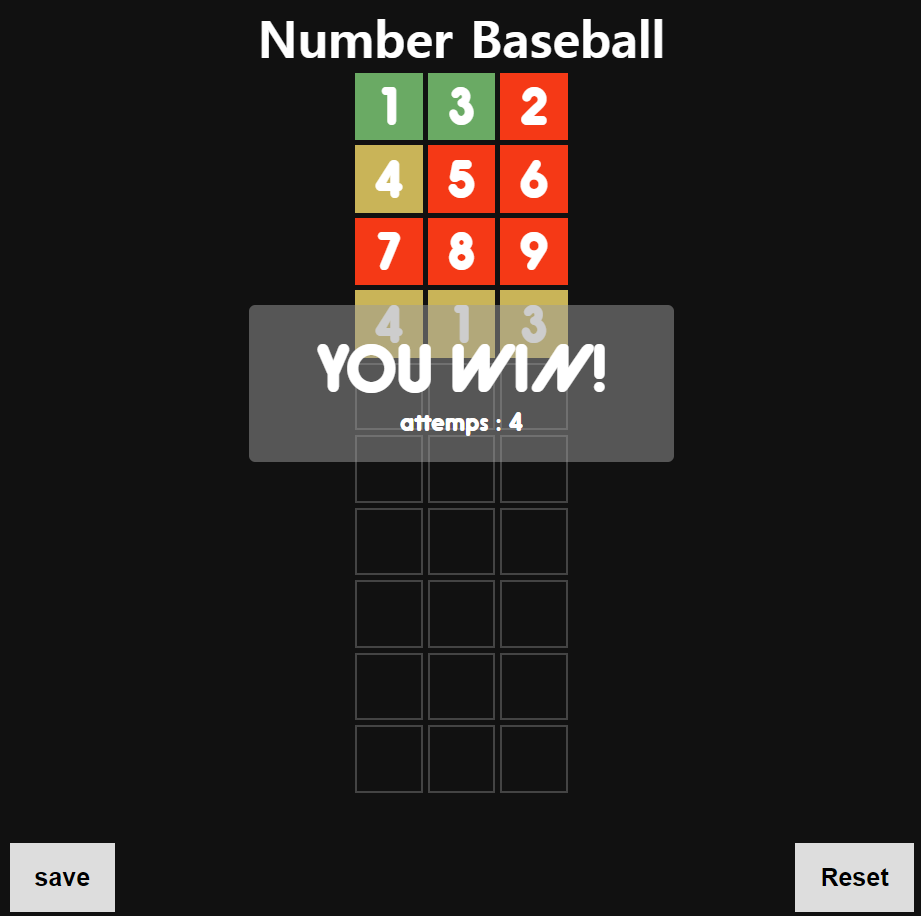 Number Baseball
1 3 2
4 5 6
7 8 9
4 1 3
YOU WIN!
attemps : 4
save
Reset